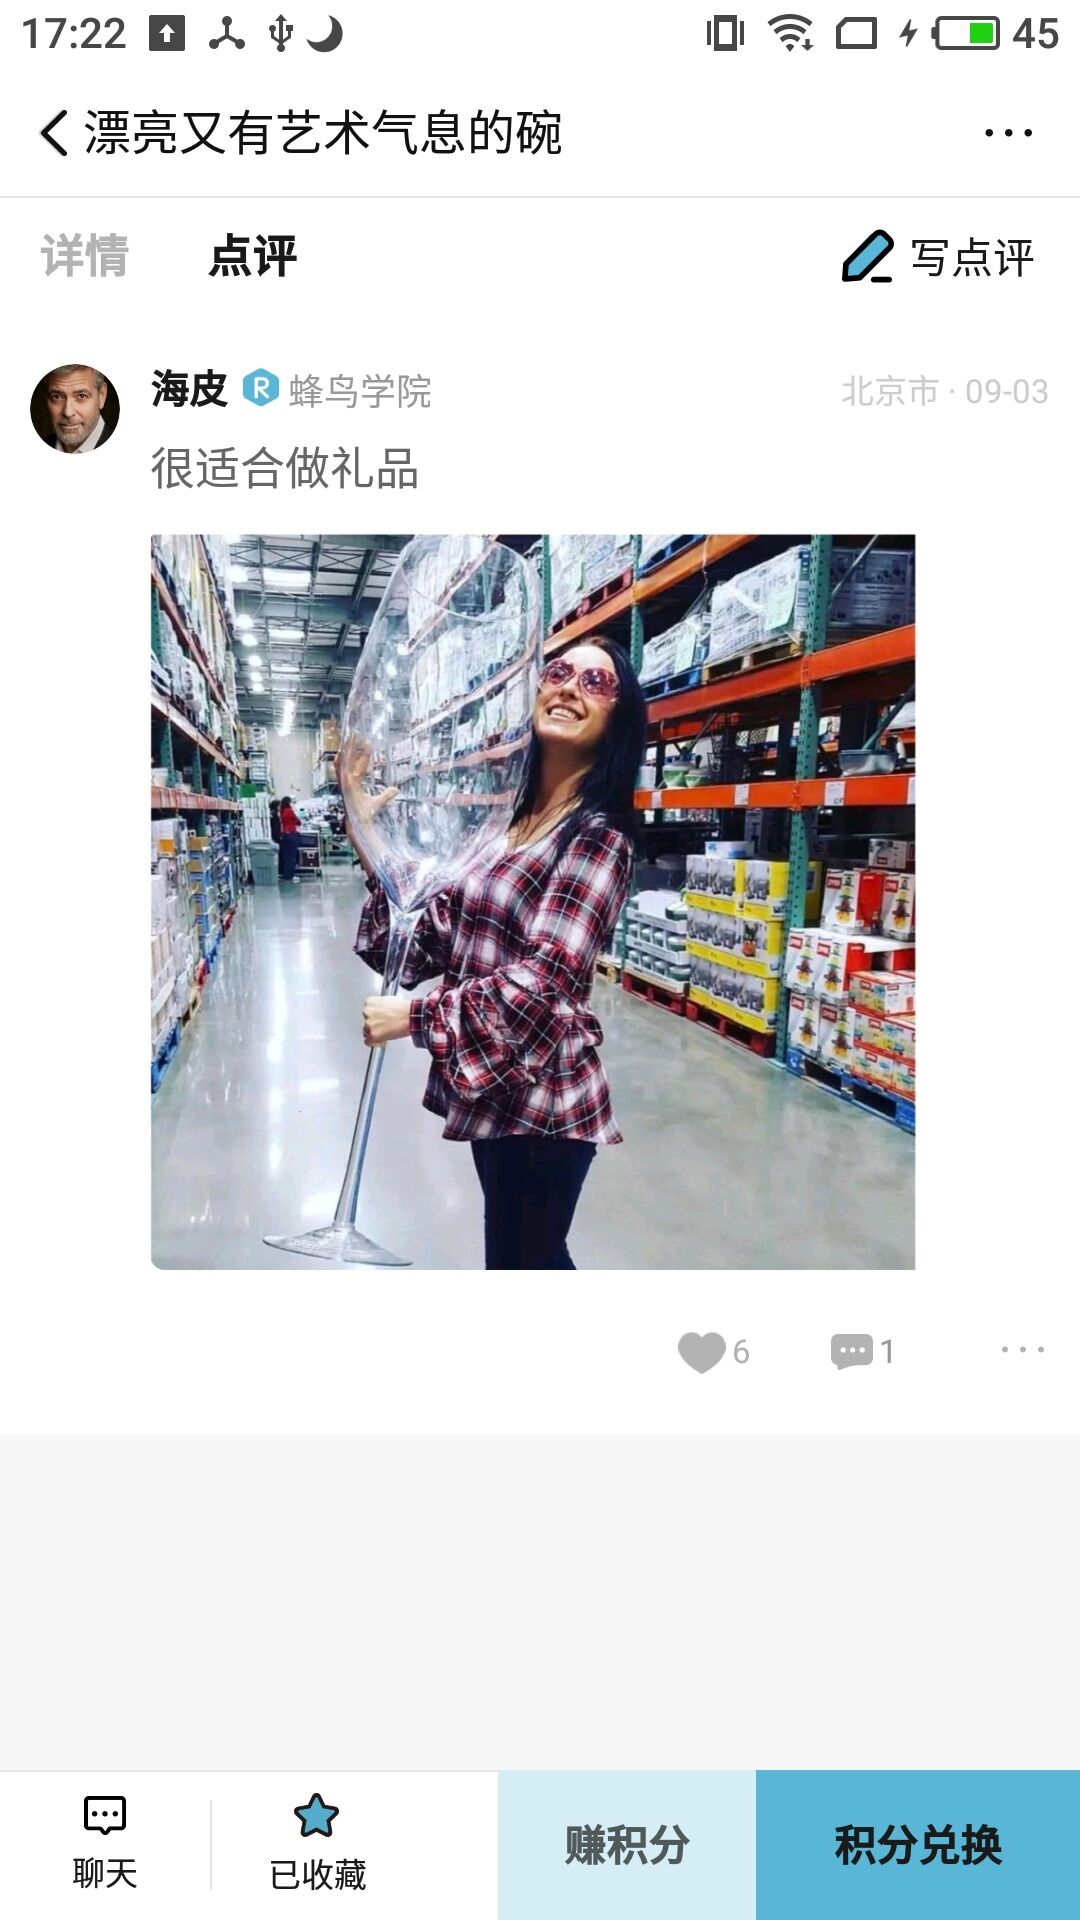 17:22 45
漂亮又有艺术气息的碗
详情 点评 写点评
海皮 R 蜂鸟学院 北京市 · 09-03
很适合做礼品
6 1
聊天 已收藏 赚积分 积分兑换